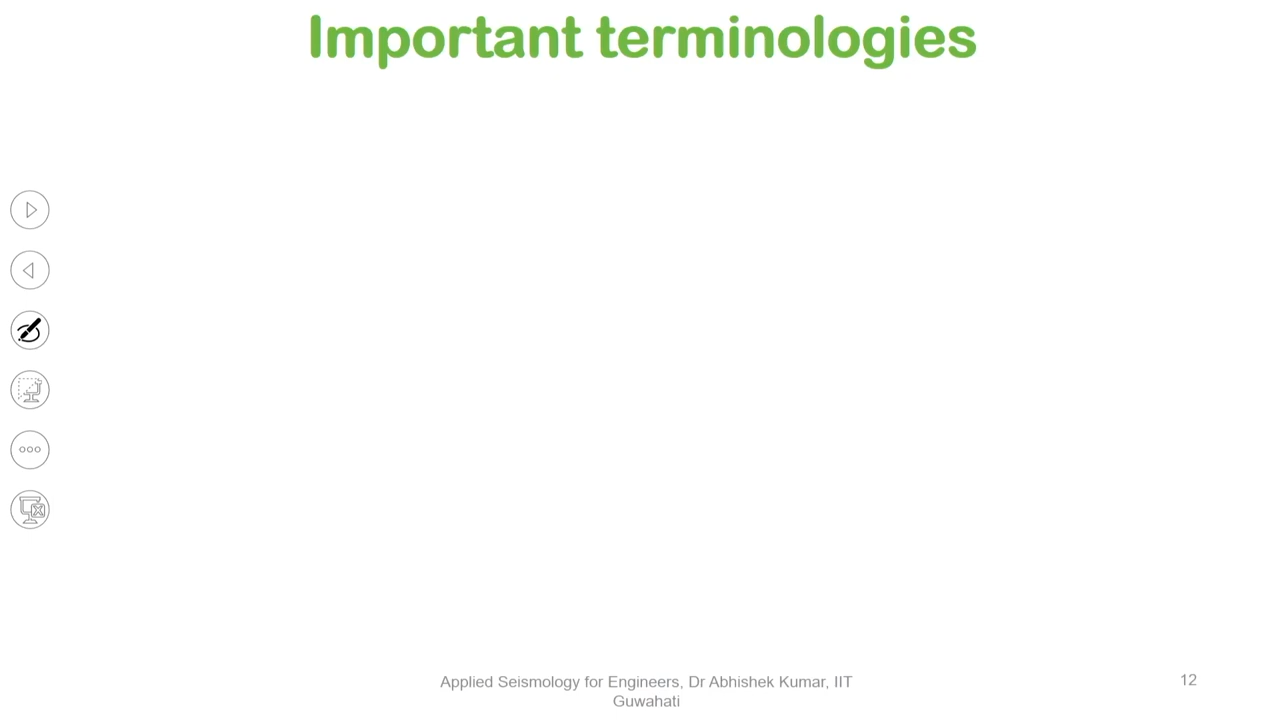 Important terminologies
Applied Seismology for Engineers, Dr Abhishek Kumar, IIT
Guwahati
12